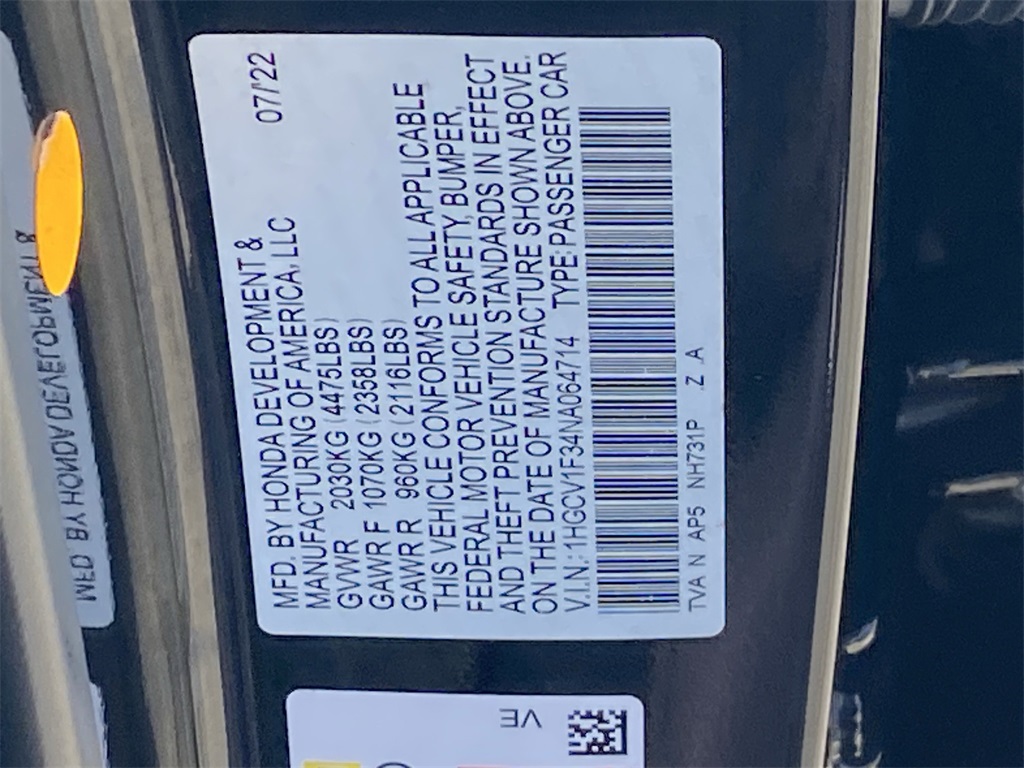 MFD. BY HONDA DEVELOPMENT & 07/'22
MANUFACTURING OF AMERICA, LLC
GVWR 2030KG (4475LBS)
GAWR F 1070KG (2358LBS)
GAWR R 960KG (2116LBS)
THIS VEHICLE CONFORMS TO ALL APPLICABLE
FEDERAL MOTOR VEHICLE SAFETY, BUMPER,
AND THEFT PREVENTION STANDARDS IN EFFECT
ON THE DATE OF MANUFACTURE SHOWN ABOVE.
V.I.N.: 1HGCV1F34NA064714 TYPE: PASSENGER CAR
TVA N AP5 NH731P .Z .A
VE
MFD. BY HONDA DEVELOPMENT &